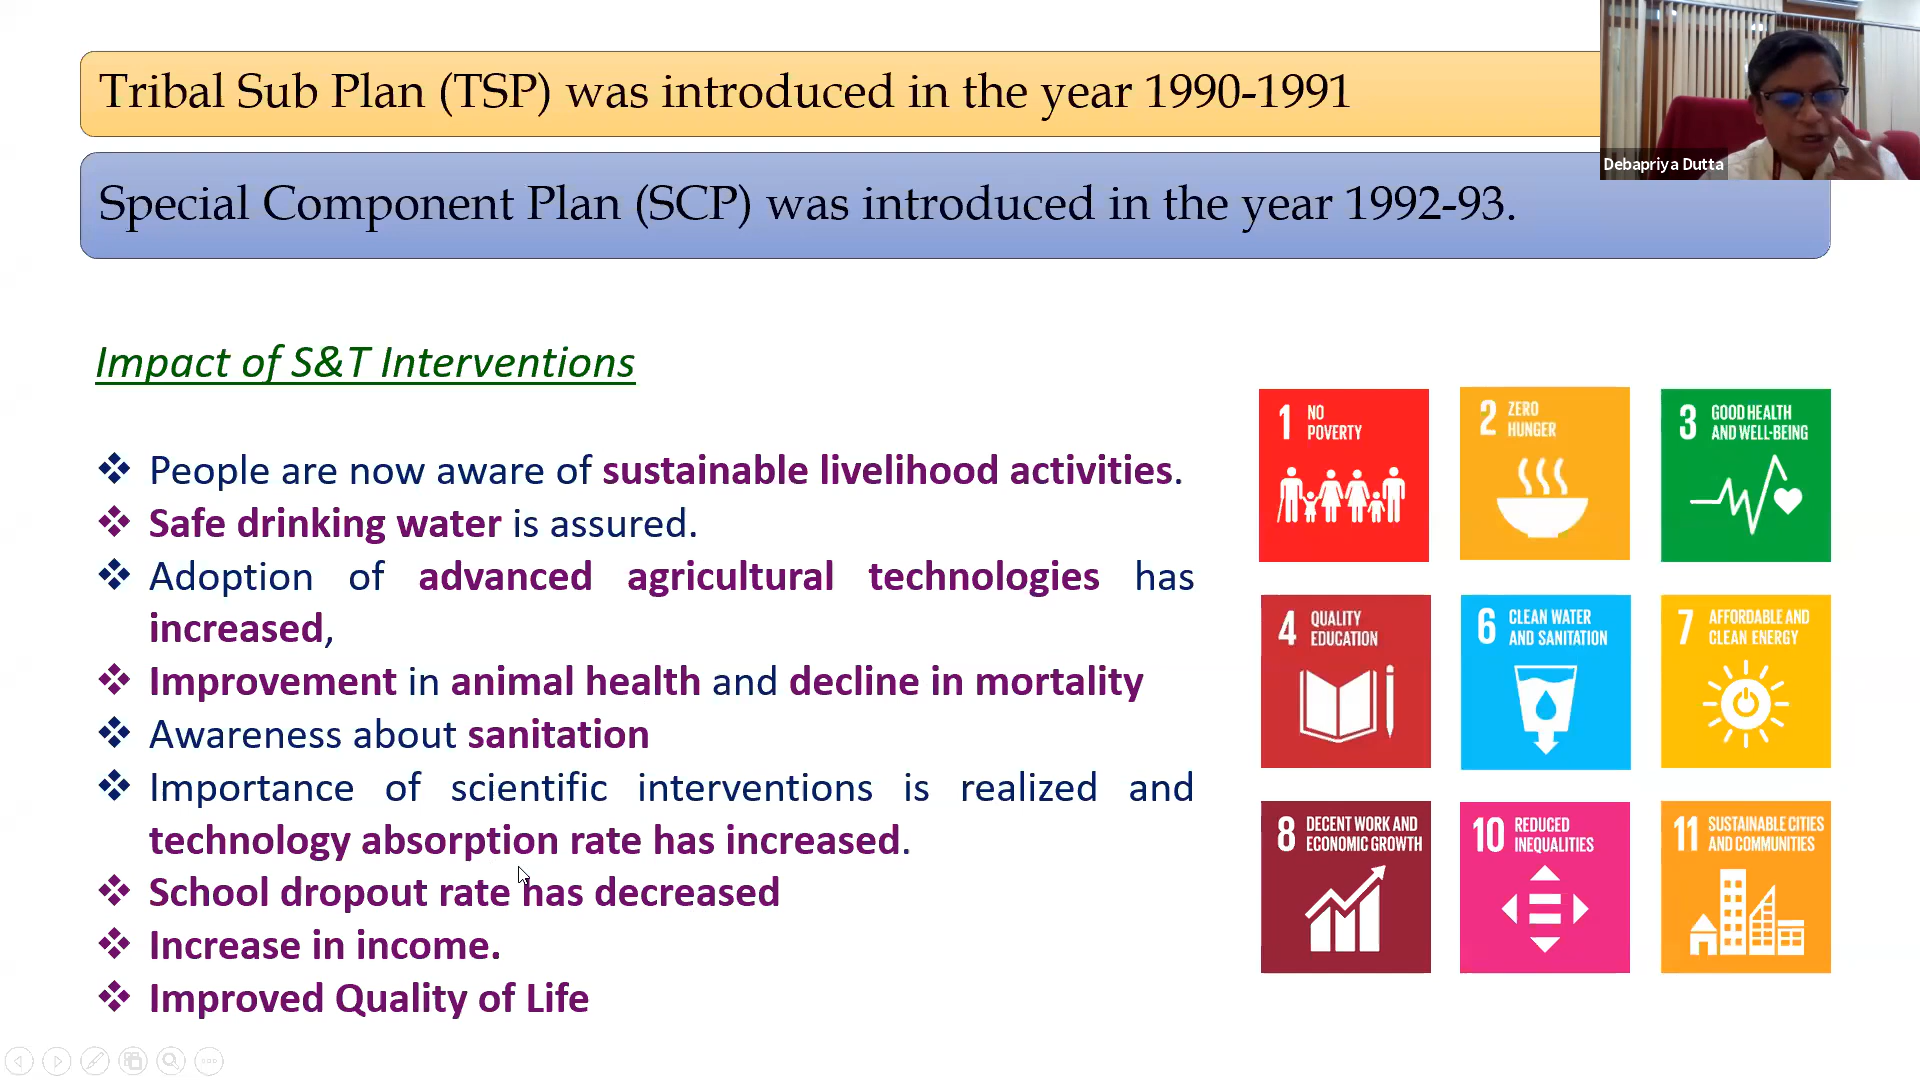 Tribal Sub Plan (TSP) was introduced in the year 1990-1991
Debapriya Dutta
Special Component Plan (SCP) was introduced in the year 1992-93.
Impact of S&T Interventions
People are now aware of sustainable livelihood activities.
Safe drinking water is assured.
Adoption of advanced agricultural technologies has
increased,
Improvement in animal health and decline in mortality
Awareness about sanitation
Importance of scientific interventions is realized and
technology absorption rate has increased.
School dropout rate has decreased
Increase in income.
Improved Quality of Life
1 NO
POVERTY
2 ZERO
HUNGER
3 GOOD HEALTH
AND WELL-BEING
4 QUALITY
EDUCATION
6 CLEAN WATER
AND SANITATION
7 AFFORDABLE AND
CLEAN ENERGY
8 DECENT WORK AND
ECONOMIC GROWTH
10 REDUCED
INEQUALITIES
11 SUSTAINABLE CITIES
AND COMMUNITIES